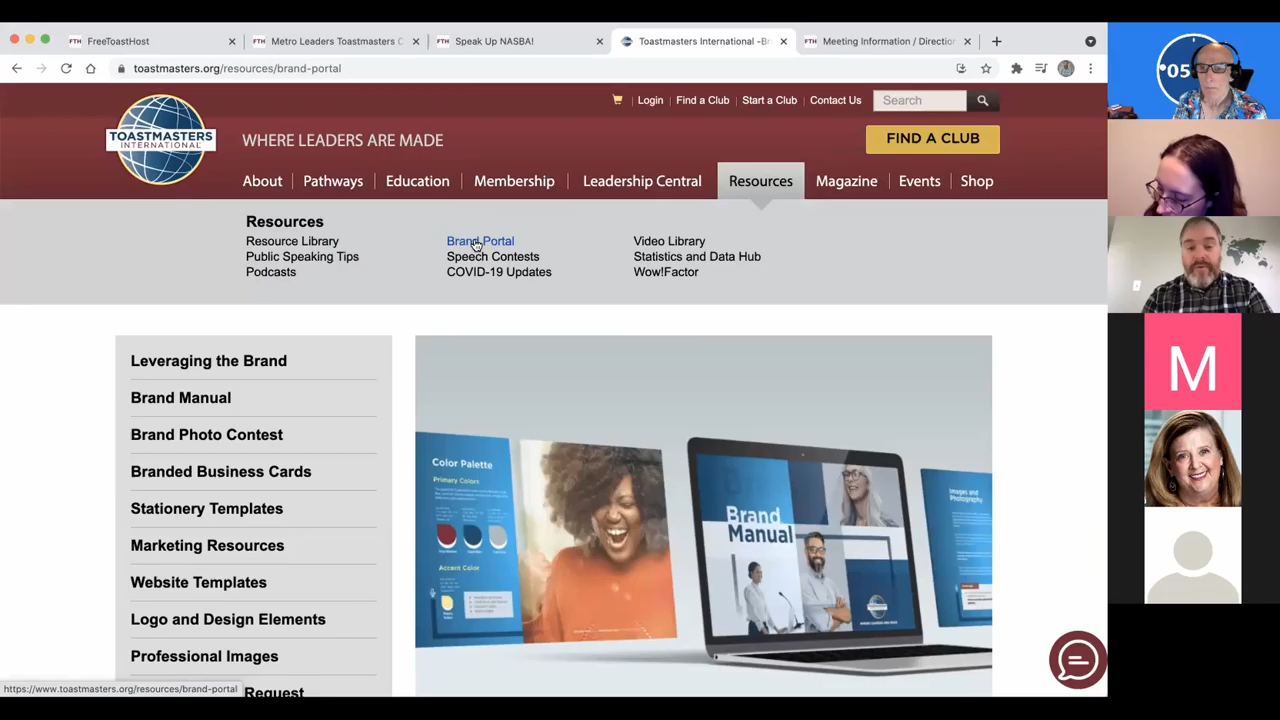 FTH FreeToastHost
FTH Metro Leaders Toastmasters C
FTH Speak Up NASBA!
Toastmasters International -Br
FTH Meeting Information / Direction
toastmasters.org/resources/brand-portal
Login
Find a Club
Start a Club
Contact Us
Search
TOASTMASTERS
INTERNATIONAL
WHERE LEADERS ARE MADE
FIND A CLUB
About
Pathways
Education
Membership
Leadership Central
Resources
Magazine
Events
Shop
Resources
Resource Library
Public Speaking Tips
Podcasts
Brand Portal
Speech Contests
COVID-19 Updates
Video Library
Statistics and Data Hub
Wow!Factor
Leveraging the Brand
Brand Manual
Brand Photo Contest
Branded Business Cards
Stationery Templates
Marketing Resources
Website Templates
Logo and Design Elements
Professional Images
Request
Color Palette
Primary Colors
Accent Color
Brand
Manual
Images and
Photography
https://www.toastmasters.org/resources/brand-portal
05
M